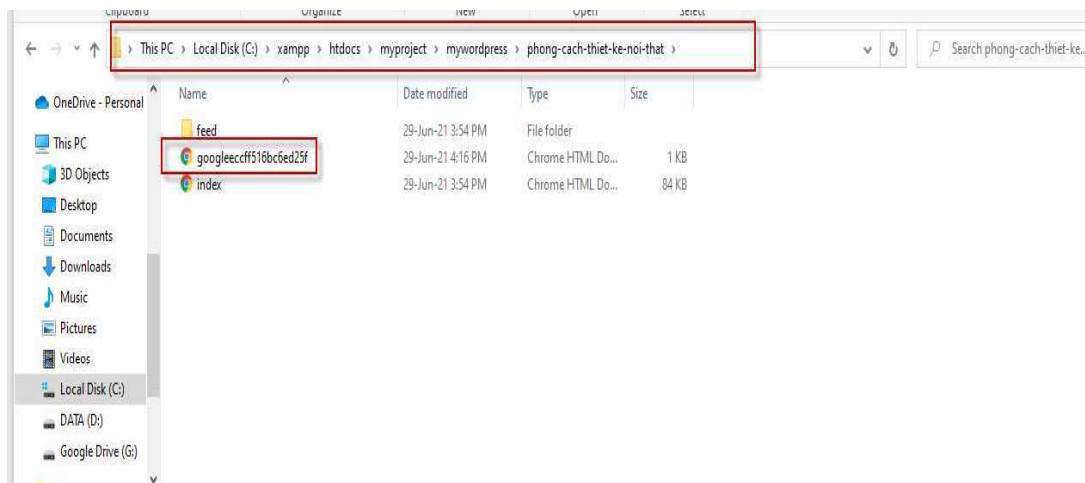 Clipboard Organize New Open Select
This PC › Local Disk (C:) › xampp › htdocs › myproject › mywordpress › phong-cach-thiet-ke-noi-that ›
Search phong-cach-thiet-ke...
Name Date modified Type Size
feed 29-Jun-21 3:54 PM File folder
googleeccff516bc6ed25f 29-Jun-21 4:16 PM Chrome HTML Do... 1 KB
index 29-Jun-21 3:54 PM Chrome HTML Do... 84 KB
OneDrive - Personal
This PC
3D Objects
Desktop
Documents
Downloads
Music
Pictures
Videos
Local Disk (C:)
DATA (D:)
Google Drive (G:)